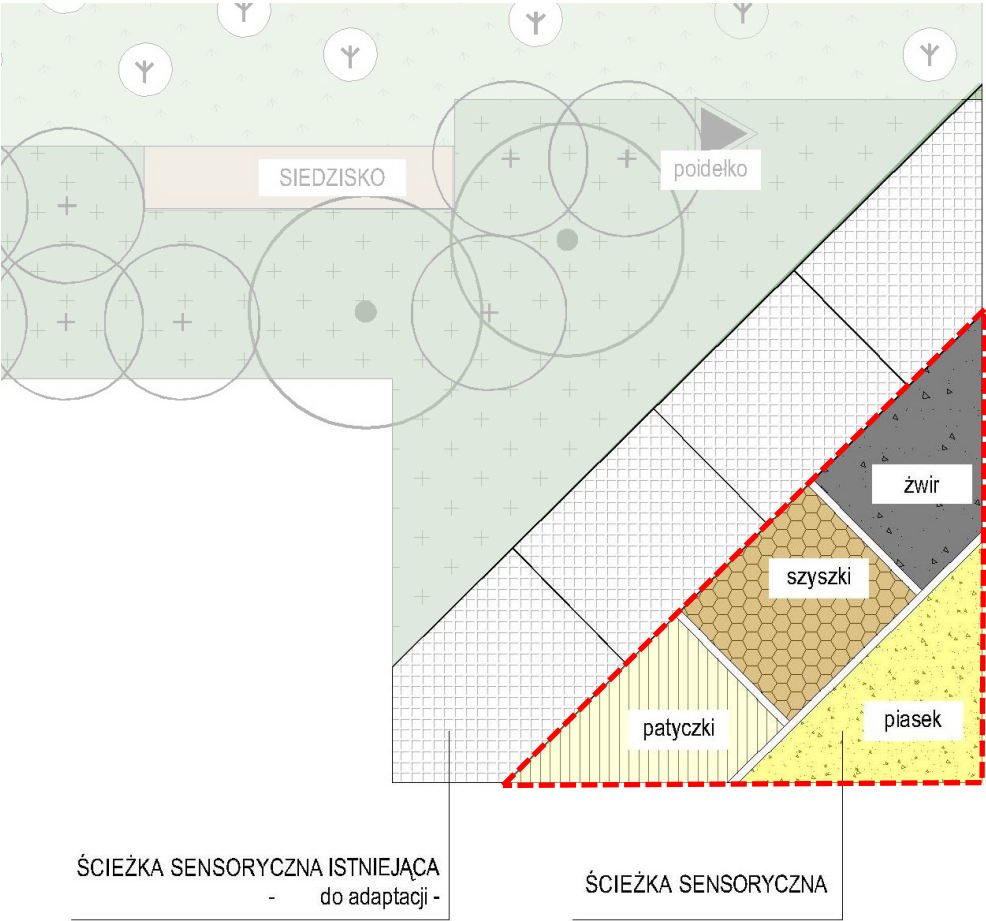 SIEDZISKO
poidełko
żwir
szyszki
patyczki
piasek
ŚCIEŻKA SENSORYCZNA ISTNIEJĄCA
- do adaptacji -
ŚCIEŻKA SENSORYCZNA